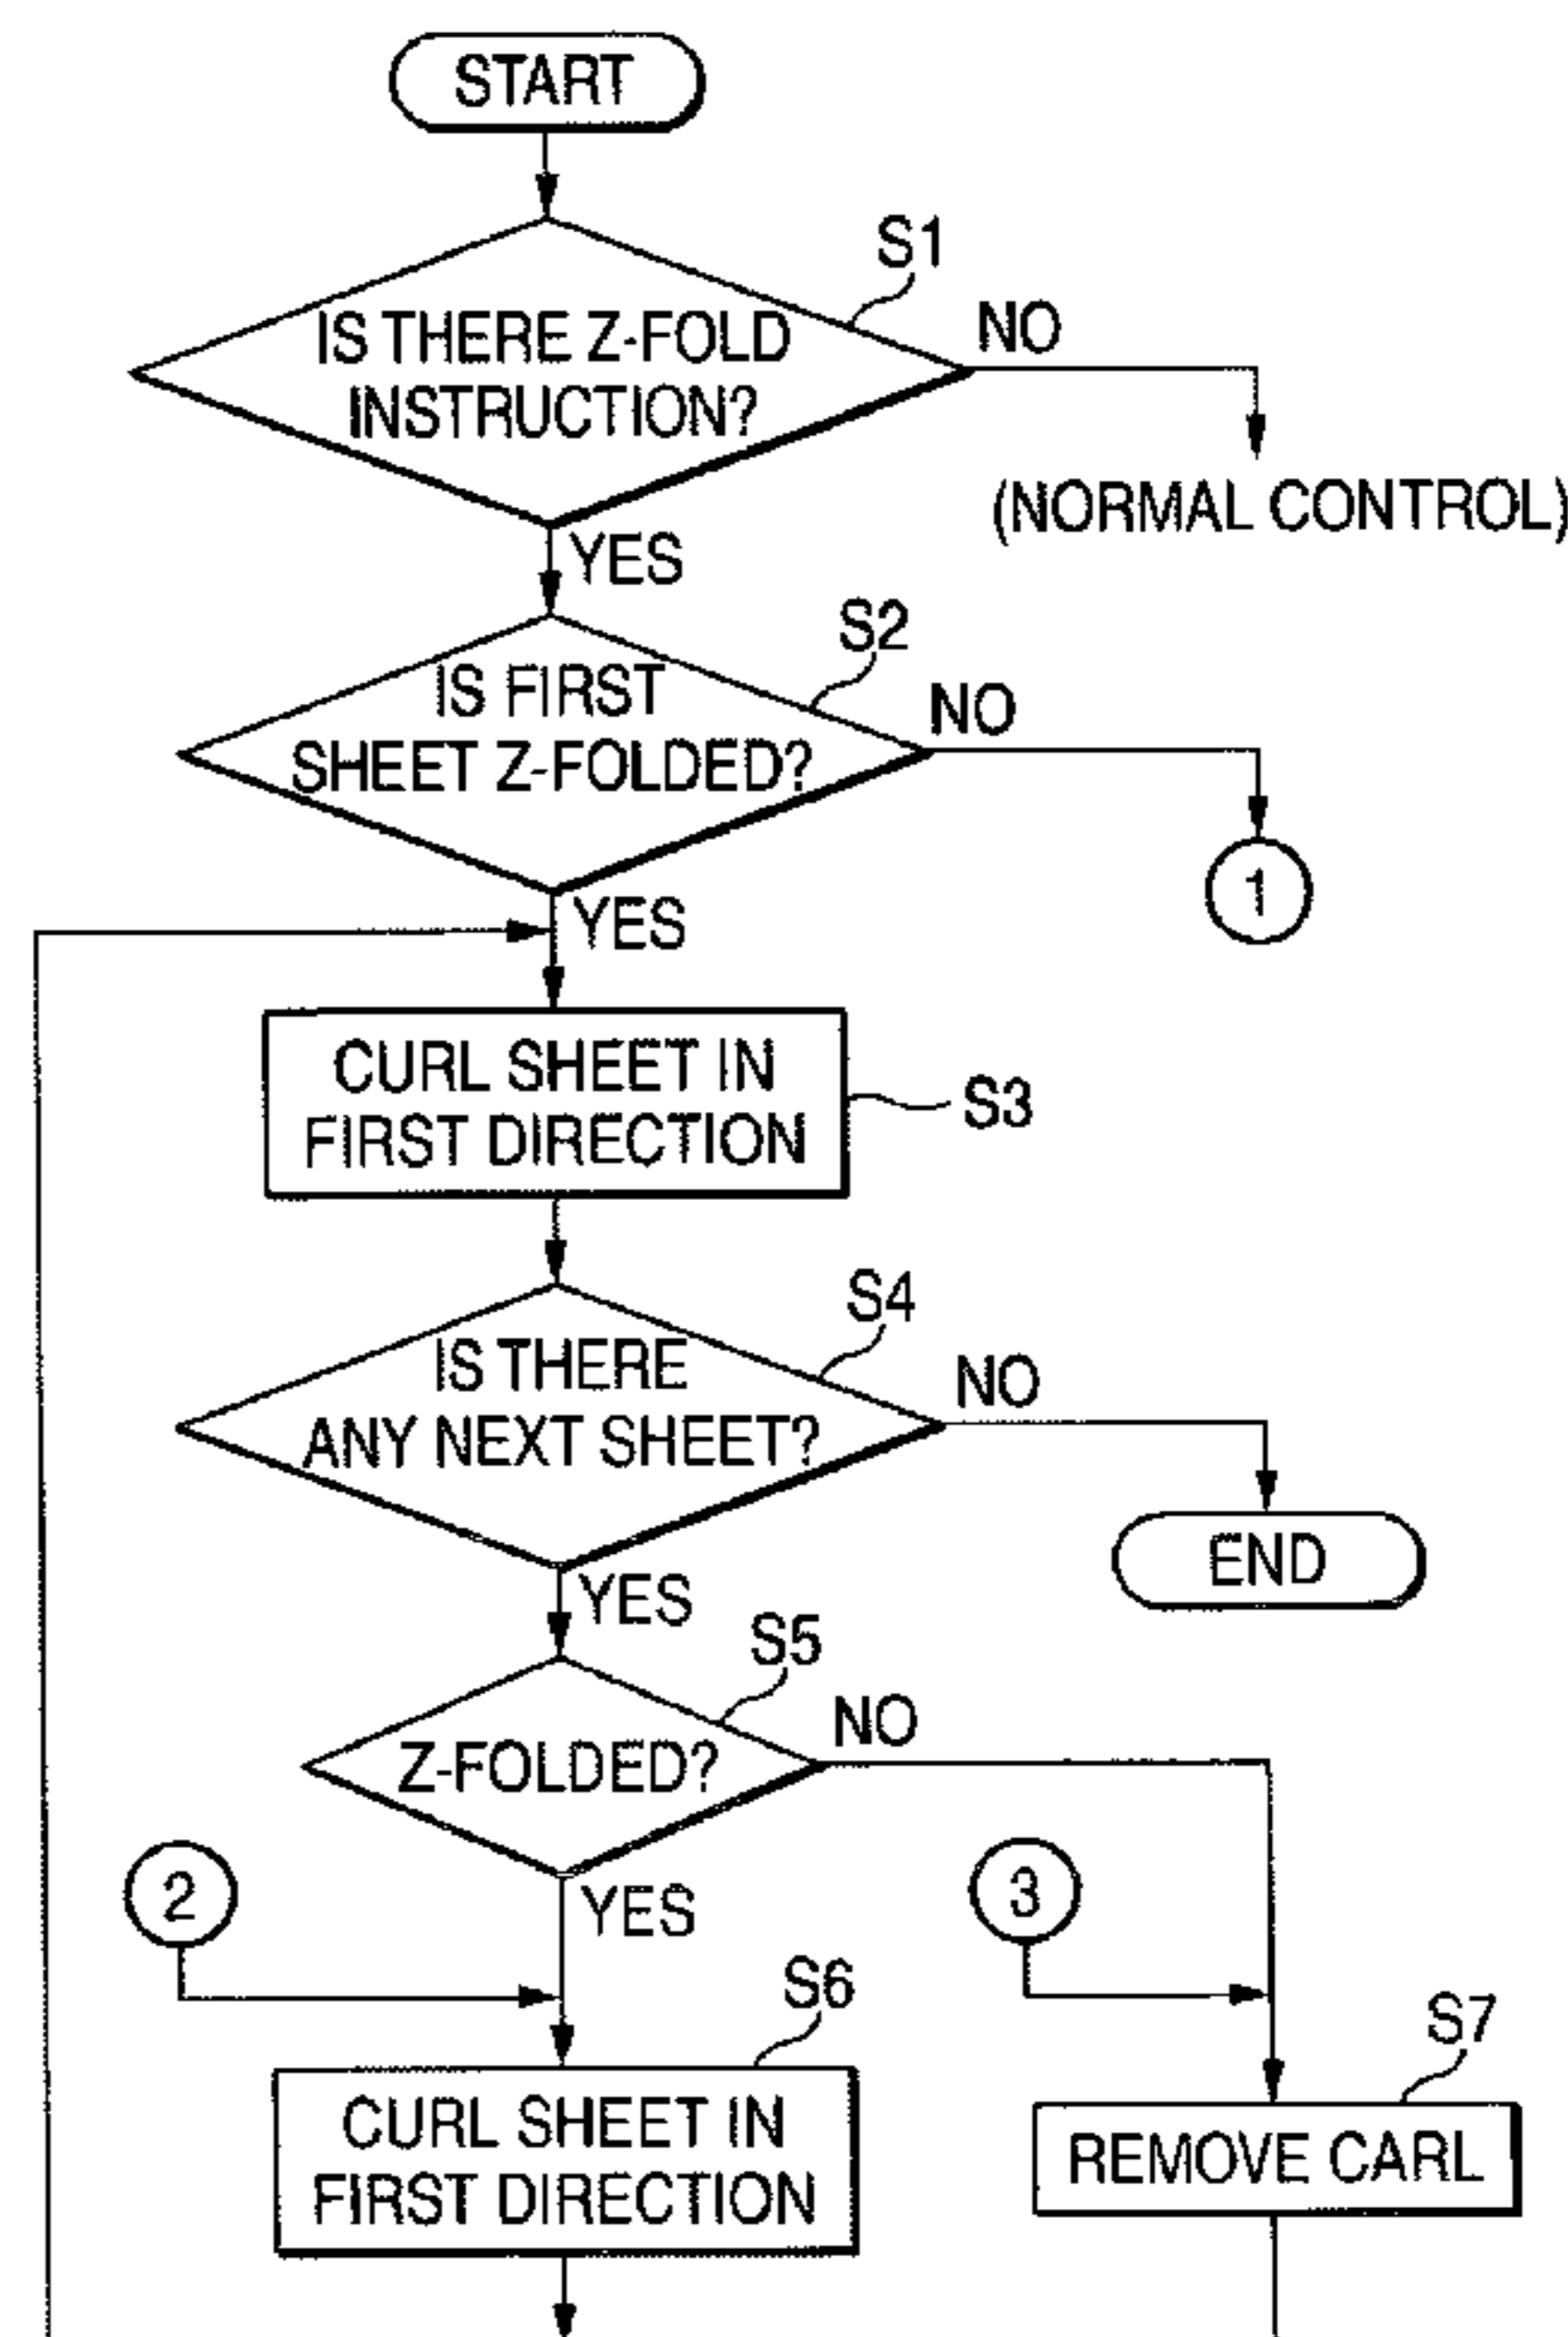 START
S1
IS THERE Z-FOLD
INSTRUCTION?
NO
(NORMAL CONTROL)
YES
S2
IS FIRST
SHEET Z-FOLDED?
NO
1
YES
CURL SHEET IN
FIRST DIRECTION
S3
S4
IS THERE
ANY NEXT SHEET?
NO
END
YES
S5
Z-FOLDED?
NO
2
YES
3
S6
CURL SHEET IN
FIRST DIRECTION
S7
REMOVE CARL